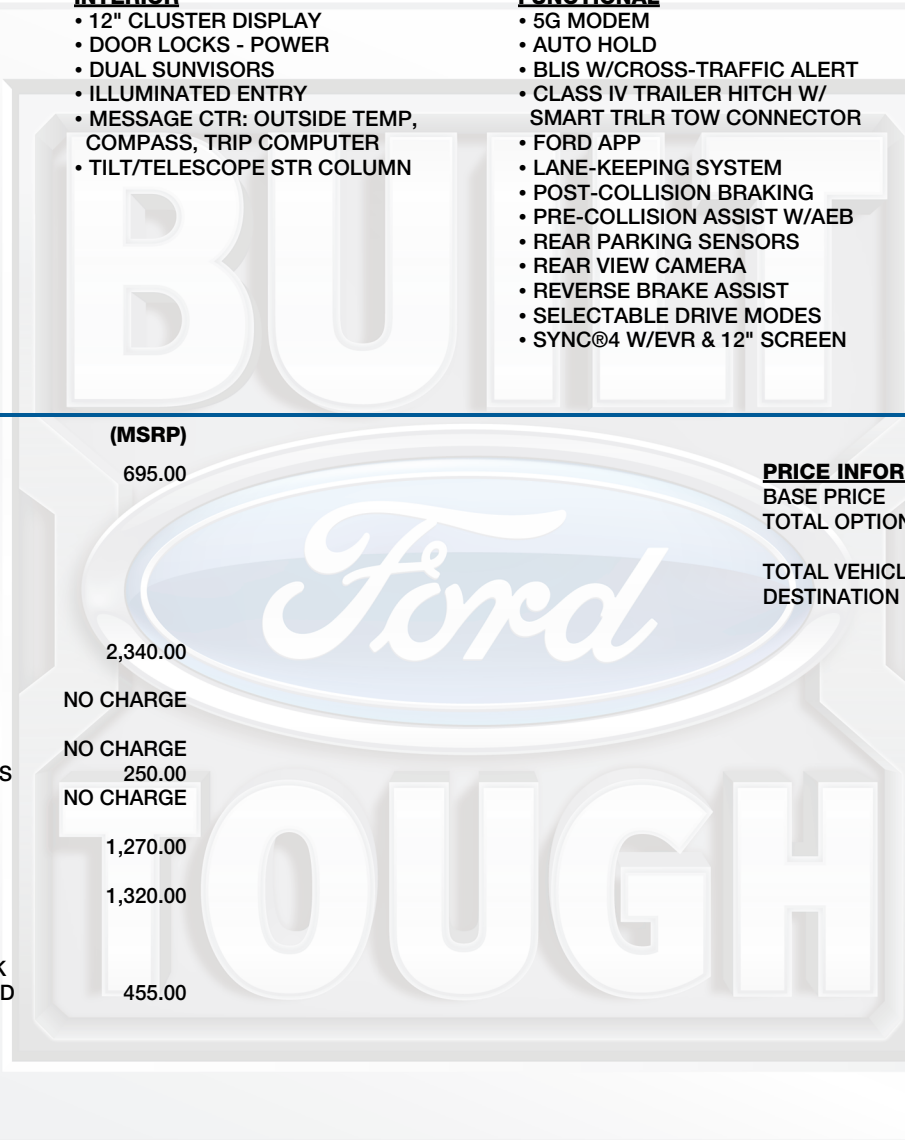 INTERIOR
• 12" CLUSTER DISPLAY
• DOOR LOCKS - POWER
• DUAL SUNVISORS
• ILLUMINATED ENTRY
• MESSAGE CTR: OUTSIDE TEMP,
COMPASS, TRIP COMPUTER
• TILT/TELESCOPE STR COLUMN
FUNCTIONAL
• 5G MODEM
• AUTO HOLD
• BLIS W/CROSS-TRAFFIC ALERT
• CLASS IV TRAILER HITCH W/
SMART TRLR TOW CONNECTOR
• FORD APP
• LANE-KEEPING SYSTEM
• POST-COLLISION BRAKING
• PRE-COLLISION ASSIST W/AEB
• REAR PARKING SENSORS
• REAR VIEW CAMERA
• REVERSE BRAKE ASSIST
• SELECTABLE DRIVE MODES
• SYNC®4 W/EVR & 12" SCREEN
BUILT
Ford
TOUGH
(MSRP)
695.00
2,340.00
NO CHARGE
NO CHARGE
S 250.00
NO CHARGE
1,270.00
1,320.00
K
D 455.00
PRICE INFOR
BASE PRICE
TOTAL OPTION
TOTAL VEHICL
DESTINATION